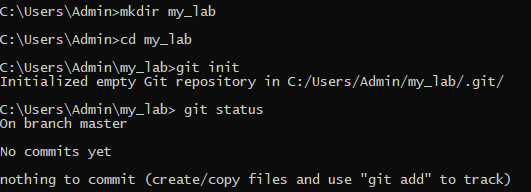 C:\Users\Admin>mkdir my_lab
C:\Users\Admin>cd my_lab
C:\Users\Admin\my_lab>git init
Initialized empty Git repository in C:/Users/Admin/my_lab/.git/
C:\Users\Admin\my_lab> git status
On branch master
No commits yet
nothing to commit (create/copy files and use "git add" to track)